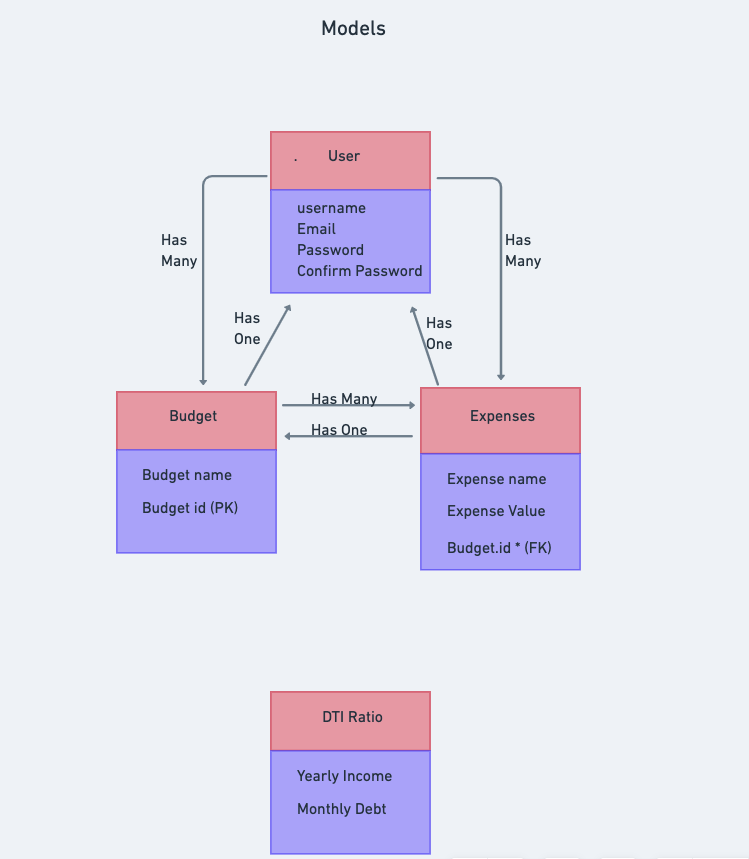 Models
. User
username
Email
Password
Confirm Password
Has
Many
Has
Many
Has
One
Has
One
Has Many
Has One
Budget
Budget name
Budget id (PK)
Expenses
Expense name
Expense Value
Budget.id * (FK)
DTI Ratio
Yearly Income
Monthly Debt